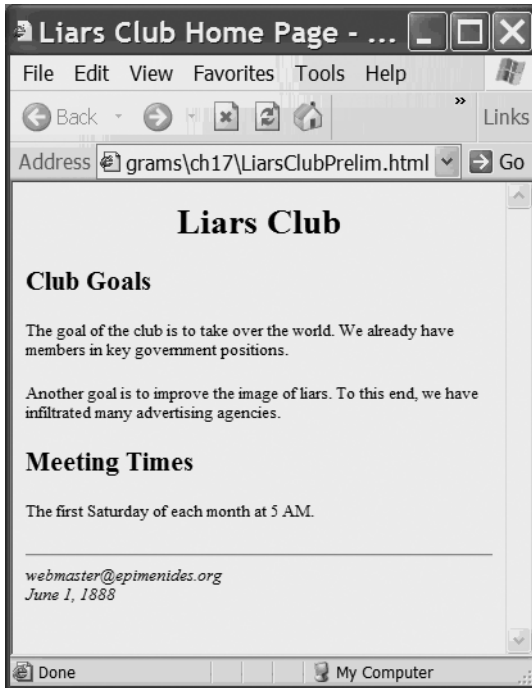 Liars Club Home Page - ...
File Edit View Favorites Tools Help
Back » Links
Address grams\ch17\LiarsClubPrelim.html Go
Liars Club
Club Goals
The goal of the club is to take over the world. We already have
members in key government positions.
Another goal is to improve the image of liars. To this end, we have
infiltrated many advertising agencies.
Meeting Times
The first Saturday of each month at 5 AM.
webmaster@epimenides.org
June 1, 1888
Done My Computer